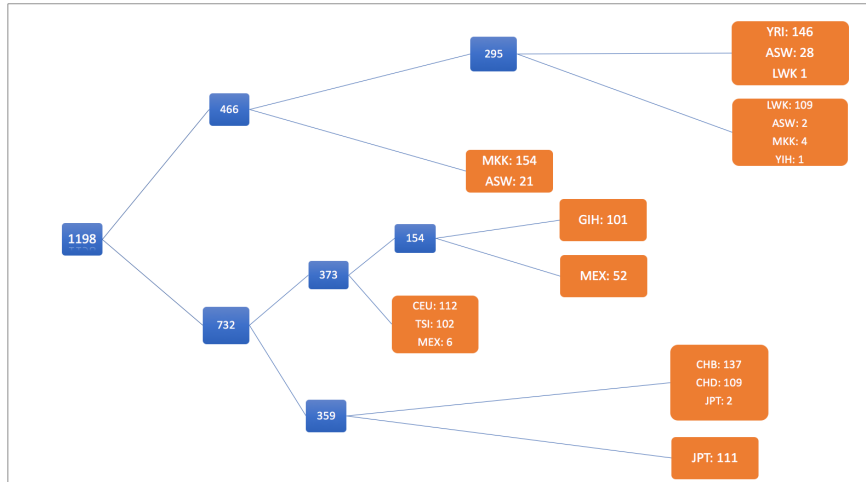 YRI: 146
ASW: 28
LWK 1
295
466
LWK: 109
ASW: 2
MKK: 4
YIH: 1
MKK: 154
ASW: 21
GIH: 101
1198
154
373
MEX: 52
CEU: 112
TSI: 102
MEX: 6
732
CHB: 137
CHD: 109
JPT: 2
359
JPT: 111